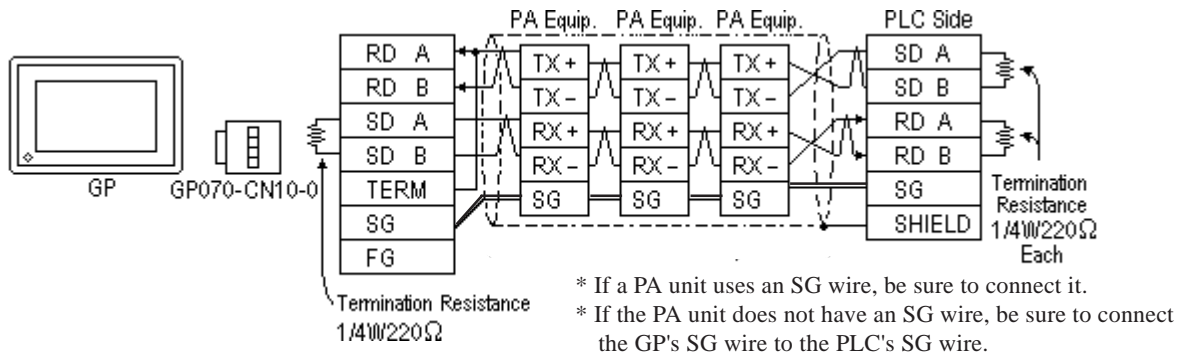 PA Equip. PA Equip. PA Equip. PLC Side
RD A TX+ TX+ TX+ SD A
RD B TX- TX- TX- SD B
SD A RX+ RX+ RX+ RD A
SD B RX- RX- RX- RD B
TERM SG SG SG SG
SG SHIELD
FG
GP GP070-CN10-0
Termination Resistance
1/4W220Ω
Termination
Resistance
1/4W220Ω
Each
* If a PA unit uses an SG wire, be sure to connect it.
* If the PA unit does not have an SG wire, be sure to connect
the GP's SG wire to the PLC's SG wire.